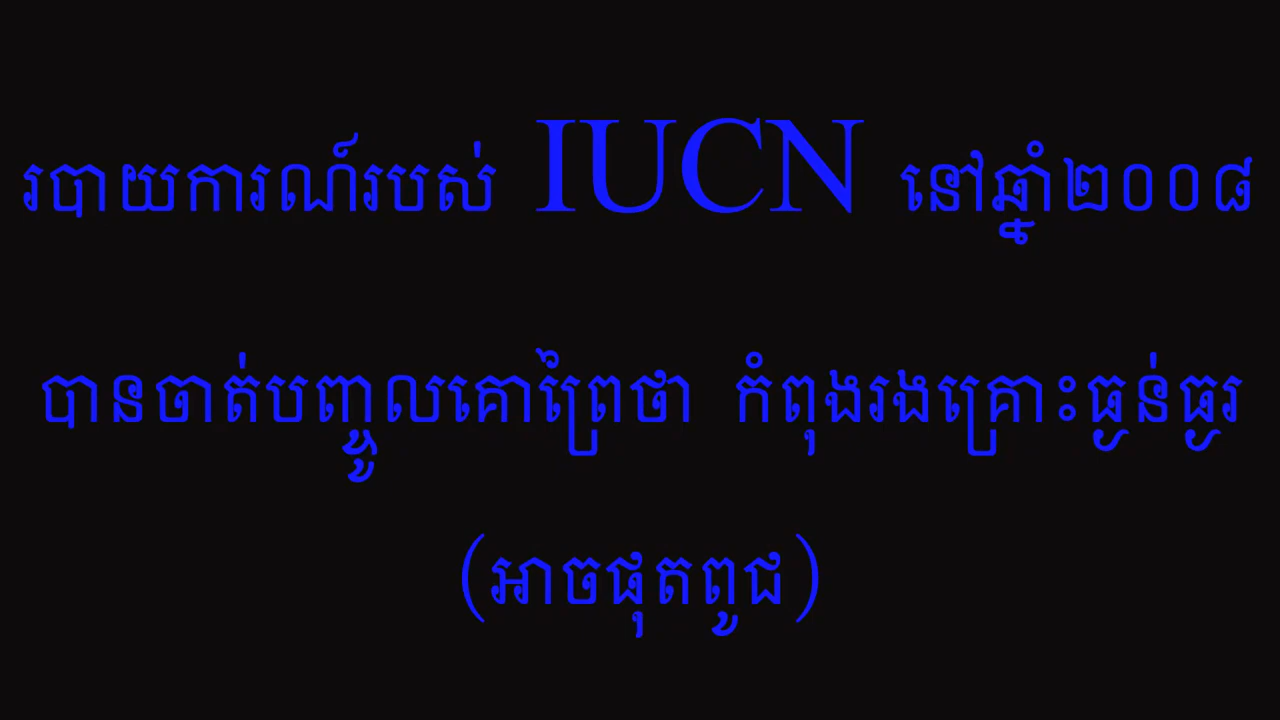 របាយការណ៍របស់ IUCN នៅឆ្នាំ២០០៨
បានចាត់បញ្ចូលគោព្រៃថា កំពុងរងគ្រោះធ្ងន់ធ្ងរ
(អាចផុតពូជ)